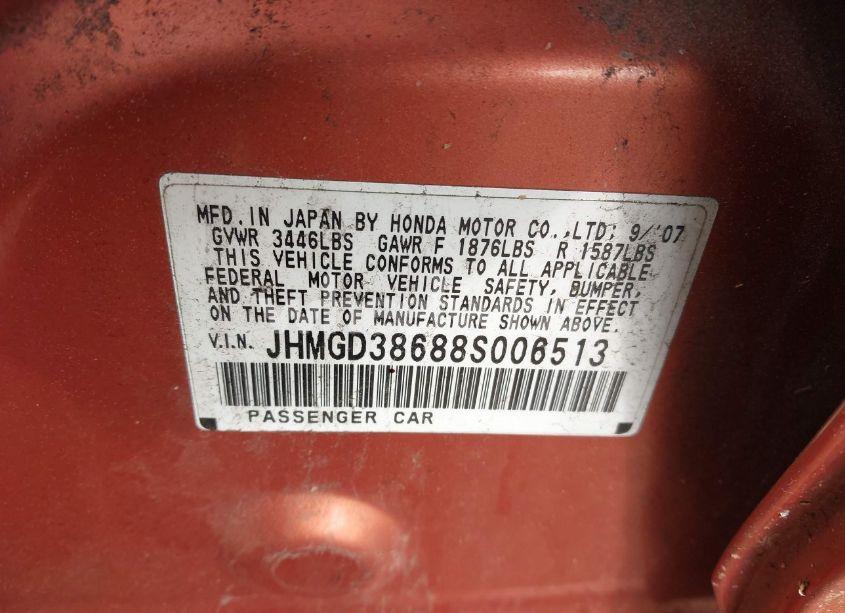 MFD. IN JAPAN BY HONDA MOTOR CO.,LTD; 9/'07
GVWR 3446LBS GAWR F 1876LBS R 1587LBS
THIS VEHICLE CONFORMS TO ALL APPLICABLE
FEDERAL MOTOR VEHICLE SAFETY, BUMPER,
AND THEFT PREVENTION STANDARDS IN EFFECT
ON THE DATE OF MANUFACTURE SHOWN ABOVE.
V.I.N. JHMGD38688S006513
PASSENGER CAR